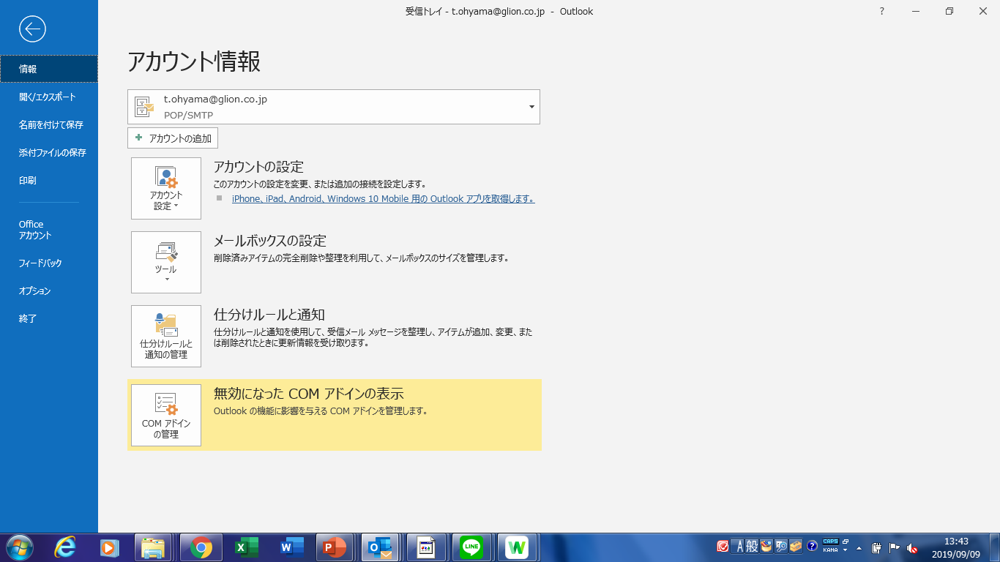 受信トレイ - t.ohyama@glion.co.jp - Outlook
?
情報
開く/エクスポート
名前を付けて保存
添付ファイルの保存
印刷
Office
アカウント
フィードバック
オプション
終了
アカウント情報
t.ohyama@glion.co.jp
POP/SMTP
アカウントの追加
アカウント
設定
アカウントの設定
このアカウントの設定を変更、または追加の接続を設定します。
iPhone、iPad、Android、Windows 10 Mobile 用の Outlook アプリを取得します。
ツール
メールボックスの設定
削除済みアイテムの完全削除や整理を利用して、メールボックスのサイズを管理します。
仕分けルールと
通知の管理
仕分けルールと通知
仕分けルールと通知を使用して、受信メール メッセージを整理し、アイテムが追加、変更、また
は削除されたときに更新情報を受け取ります。
COM アドイン
の管理
無効になった COM アドインの表示
Outlook の機能に影響を与える COM アドインを管理します。
A 般
CAPS
KANA
LINE
W
13:43
2019/09/09